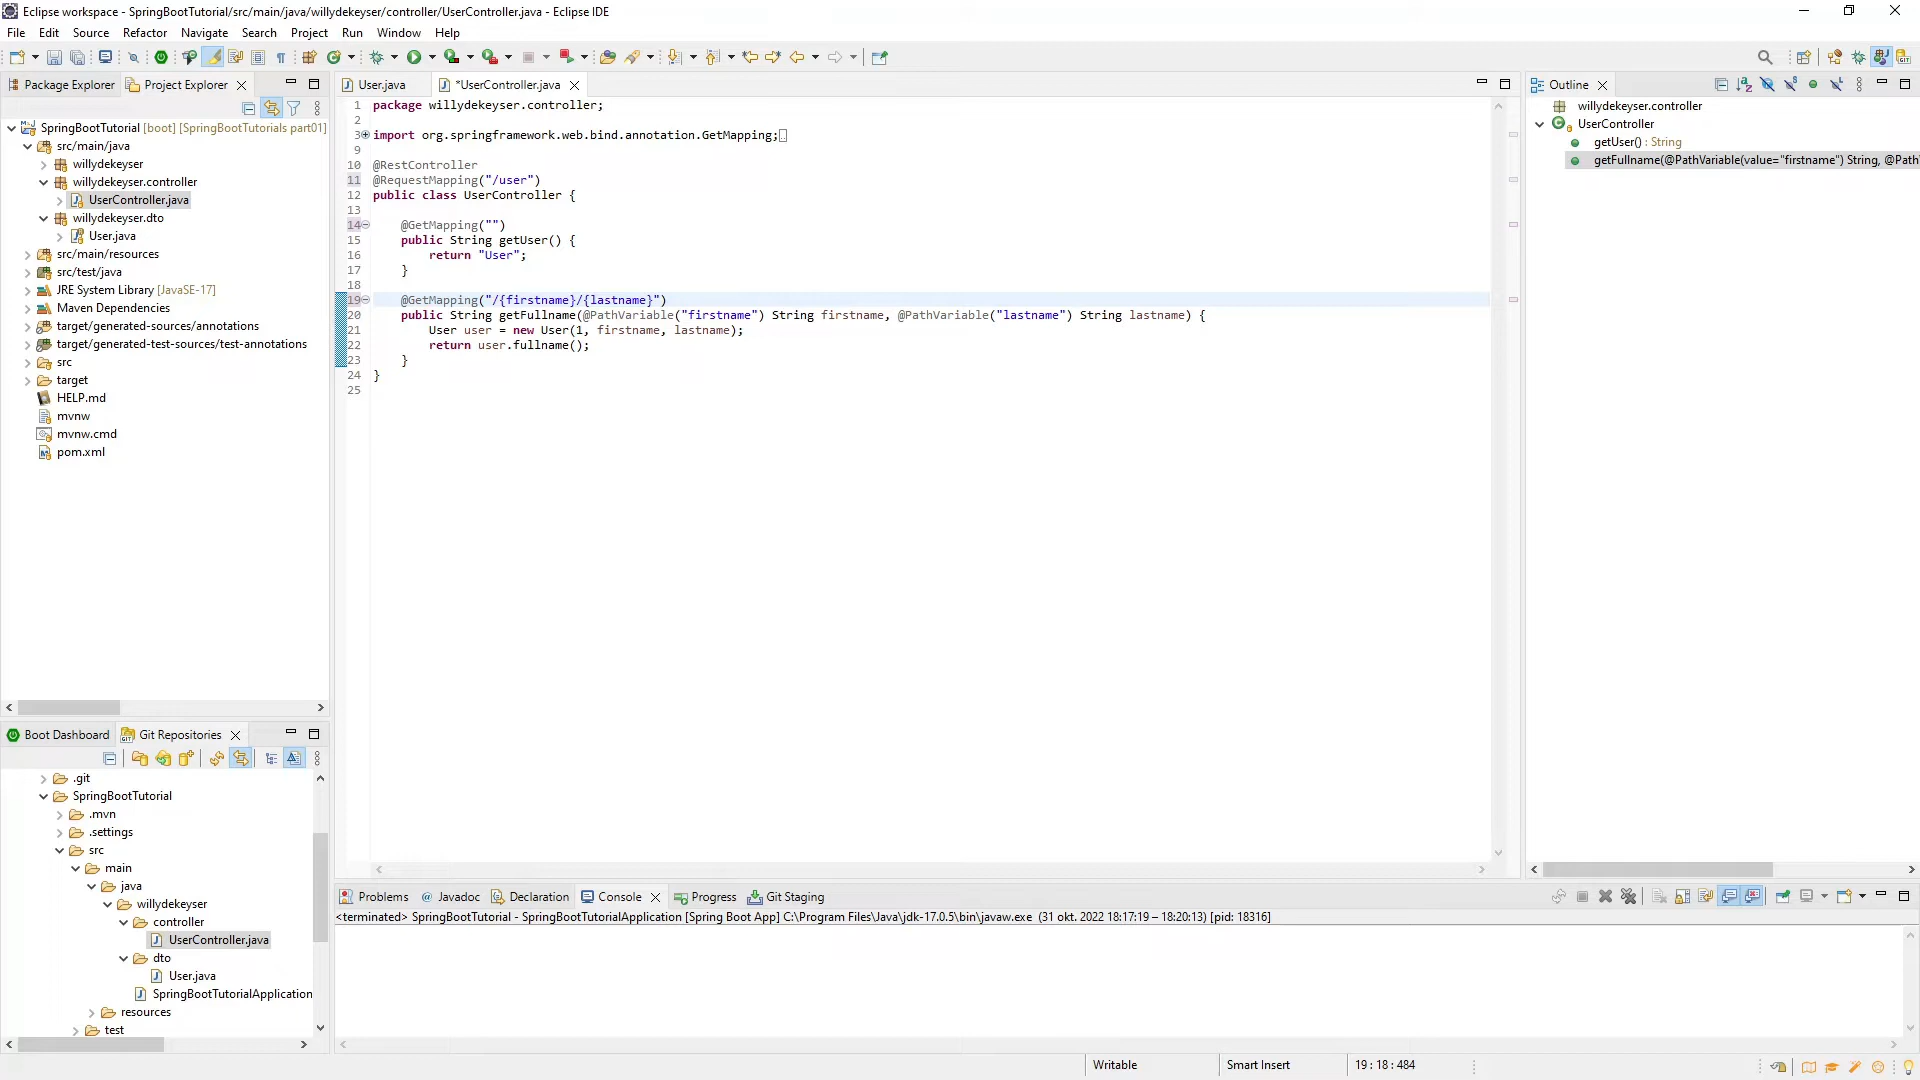 Eclipse workspace - SpringBootTutorial/src/main/java/willydekeyser/controller/UserController.java - Eclipse IDE
File Edit Source Refactor Navigate Search Project Run Window Help
Package Explorer Project Explorer
SpringBootTutorial [boot] [SpringBootTutorials part01]
src/main/java
willydekeyser
willydekeyser.controller
UserController.java
willydekeyser.dto
User.java
src/main/resources
src/test/java
JRE System Library [JavaSE-17]
Maven Dependencies
target/generated-sources/annotations
target/generated-test-sources/test-annotations
src
target
HELP.md
mvnw
mvnw.cmd
pom.xml
Boot Dashboard Git Repositories
.git
SpringBootTutorial
.mvn
.settings
src
main
java
willydekeyser
controller
UserController.java
dto
User.java
SpringBootTutorialApplication
resources
test
User.java *UserController.java
1 package willydekeyser.controller;
2
3 import org.springframework.web.bind.annotation.GetMapping;
9
10 @RestController
11 @RequestMapping("/user")
12 public class UserController {
13
14 @GetMapping("")
15 public String getUser() {
16 return "User";
17 }
18
19 @GetMapping("/{firstname}/{lastname}")
20 public String getFullname(@PathVariable("firstname") String firstname, @PathVariable("lastname") String lastname) {
21 User user = new User(1, firstname, lastname);
22 return user.fullname();
23 }
24 }
25
Outline
willydekeyser.controller
UserController
getUser() : String
getFullname(@PathVariable(value="firstname") String, @Path
Problems Javadoc Declaration Console Progress Git Staging
<terminated> SpringBootTutorial - SpringBootTutorialApplication [Spring Boot App] C:\Program Files\Java\jdk-17.0.5\bin\javaw.exe (31 okt. 2022 18:17:19 – 18:20:13) [pid: 18316]
Writable Smart Insert 19 : 18 : 484